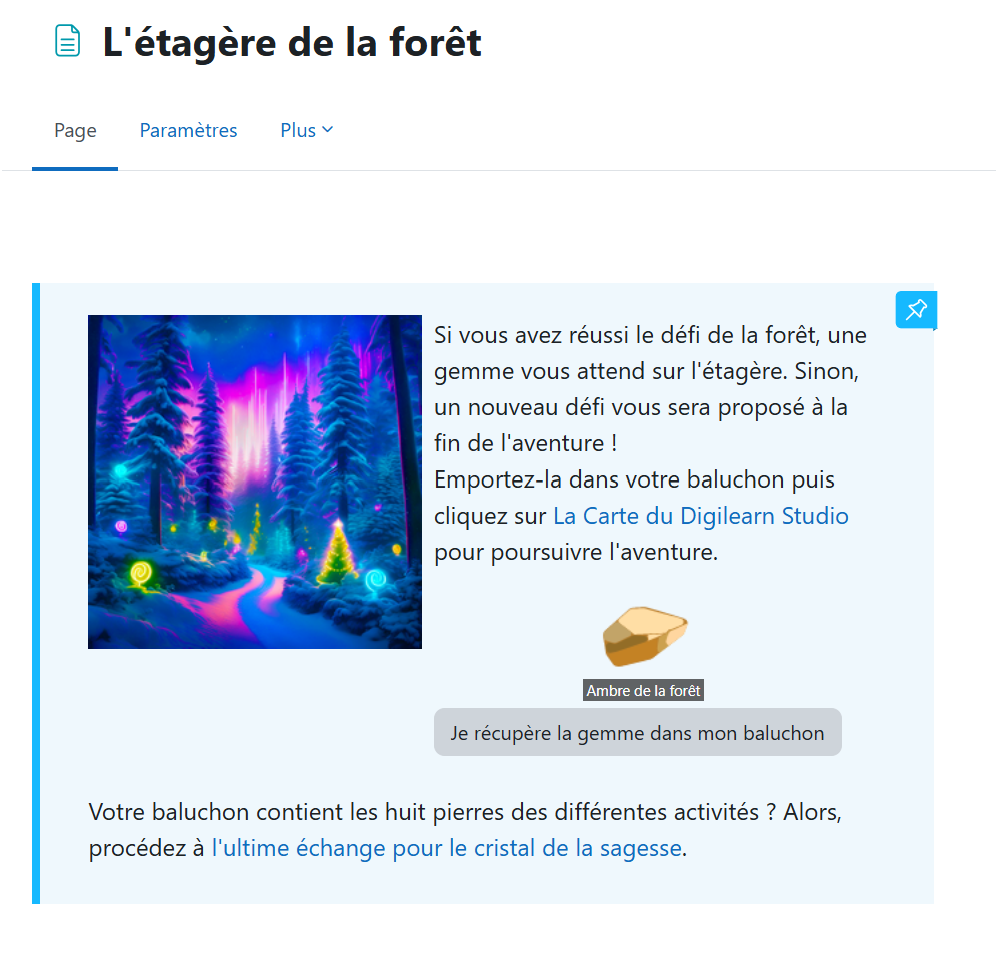 L'étagère de la forêt
Page Paramètres Plus
Si vous avez réussi le défi de la forêt, une
gemme vous attend sur l'étagère. Sinon,
un nouveau défi vous sera proposé à la
fin de l'aventure !
Emportez-la dans votre baluchon puis
cliquez sur La Carte du Digilearn Studio
pour poursuivre l'aventure.
Ambre de la forêt
Je récupère la gemme dans mon baluchon
Votre baluchon contient les huit pierres des différentes activités ? Alors,
procédez à l'ultime échange pour le cristal de la sagesse.